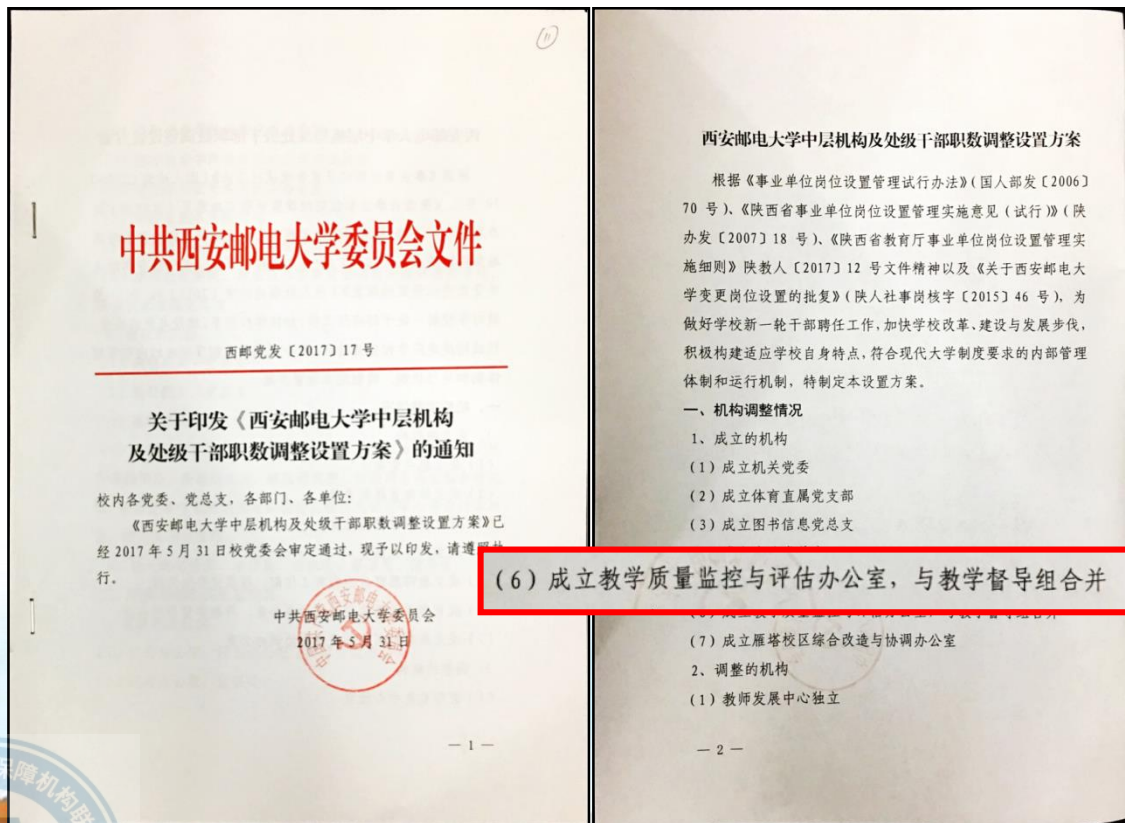 11
中共西安邮电大学委员会文件
西邮党发〔2017〕17号
关于印发《西安邮电大学中层机构
及处级干部职数调整设置方案》的通知
校内各党委、党总支，各部门、各单位：
《西安邮电大学中层机构及处级干部职数调整设置方案》已
经2017年5月31日校党委会审定通过，现予以印发，请遵照
行。
中共西安邮电大学委员会
2017年5月31日
— 1 —
西安邮电大学中层机构及处级干部职数调整设置方案
根据《事业单位岗位设置管理试行办法》（国人部发〔2006〕
70 号）、《陕西省事业单位岗位设置管理实施意见（试行）》（陕
办发〔2007〕18 号）、《陕西省教育厅事业单位岗位设置管理实
施细则》陕教人〔2017〕12 号文件精神以及《关于西安邮电大
学变更岗位设置的批复》（陕人社事岗核字〔2015〕46 号），为
做好学校新一轮干部聘任工作，加快学校改革、建设与发展步伐，
积极构建适应学校自身特点，符合现代大学制度要求的内部管理
体制和运行机制，特制定本设置方案。
一、机构调整情况
1、成立的机构
（1）成立机关党委
（2）成立体育直属党支部
（3）成立图书信息党总支
（6）成立教学质量监控与评估办公室，与教学督导组合并
（7）成立雁塔校区综合改造与协调办公室
2、调整的机构
（1）教师发展中心独立
— 2 —
保障机构联